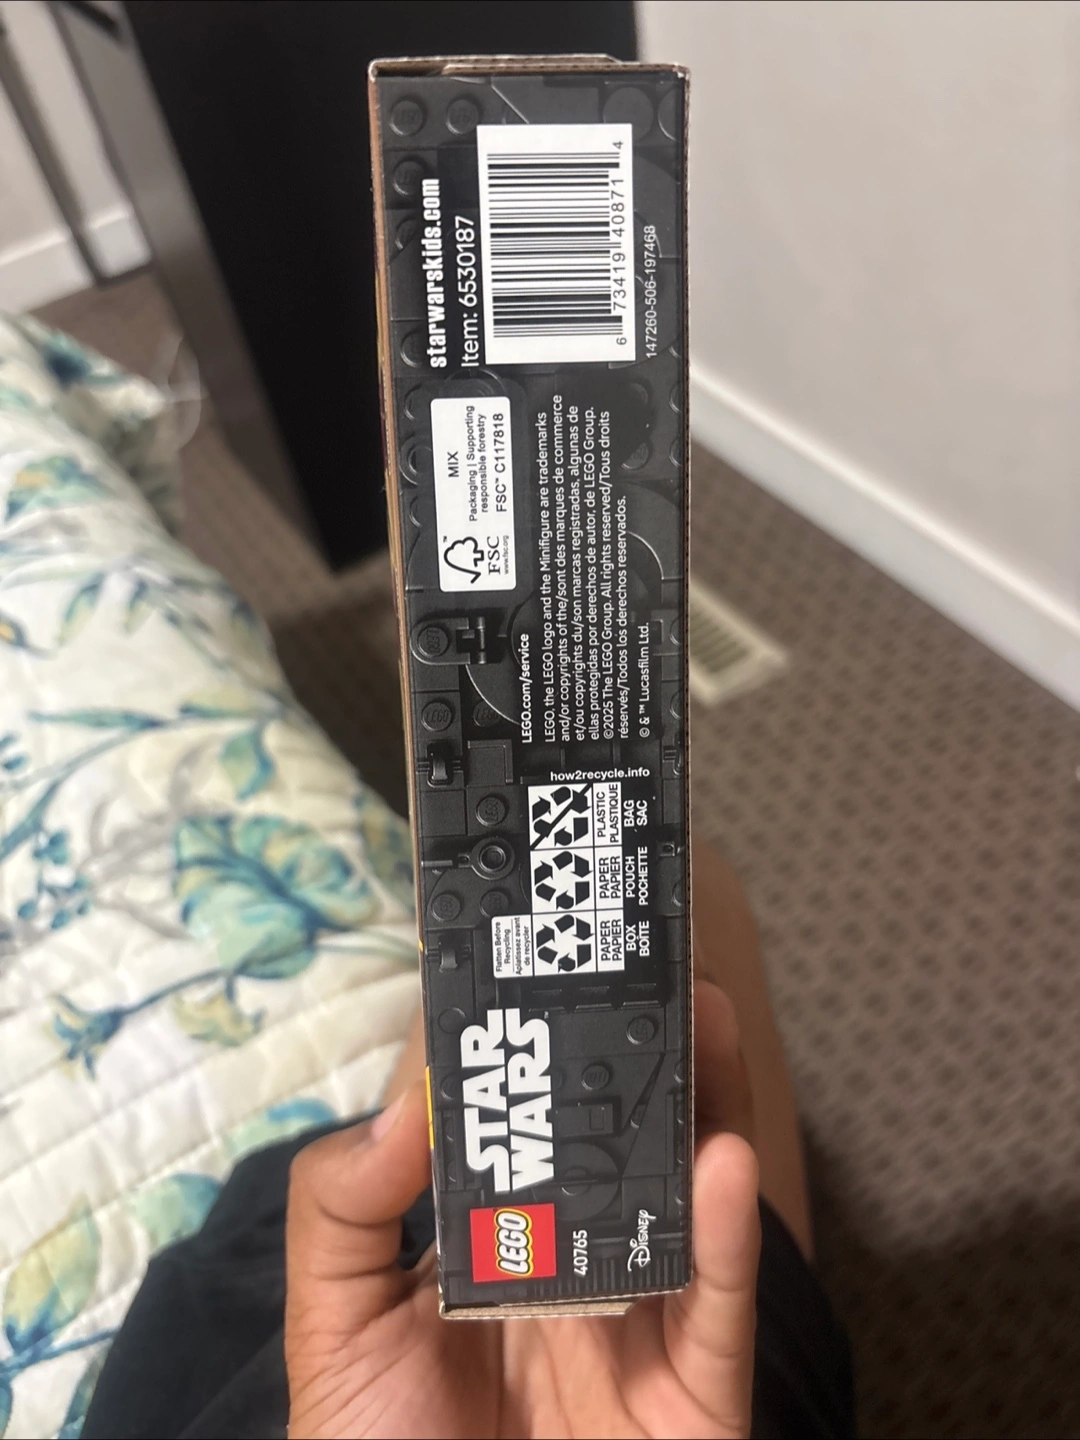 LEGO
40765
Disney
STAR
WARS
Flatten Before
Recycling
Aplatissez avant
de recycler
PAPER
PAPIER
BOX
BOÎTE
PAPER
PAPIER
POUCH
POCHETTE
PLASTIC
PLASTIQUE
BAG
SAC
how2recycle.info
LEGO.com/service
LEGO, the LEGO logo and the Minifigure are trademarks
and/or copyrights of the/sont des marques de commerce
et/ou copyrights du/son marcas registradas, algunas de
ellas protegidas por derechos de autor, de LEGO Group.
©2025 The LEGO Group. All rights reserved/Tous droits
réservés/Todos los derechos reservados.
© & ™ Lucasfilm Ltd.
FSC
www.fsc.org
MIX
Packaging | Supporting
responsible forestry
FSC™ C117818
starwarskids.com
Item: 6530187
6 73419 40871 4
147260-506-197468